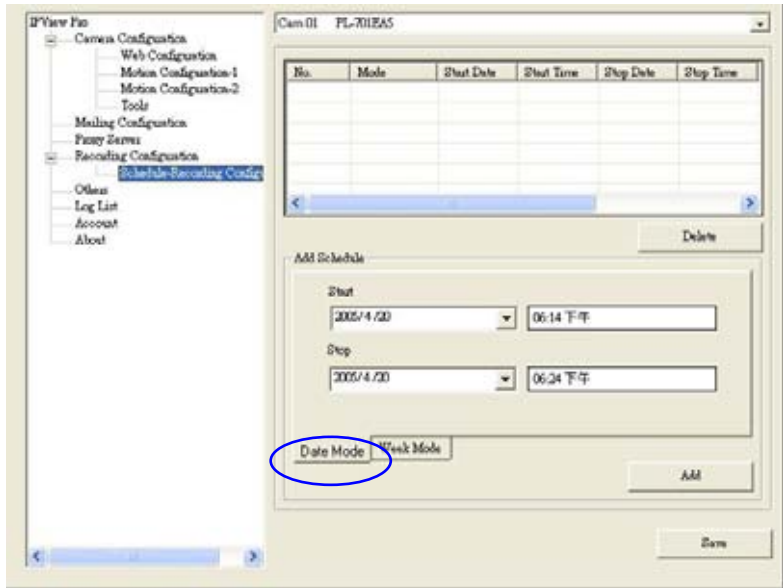 IPView Pro
Camera Configuration
Web Configuration
Motion Configuration-1
Motion Configuration-2
Tools
Mailing Configuration
Proxy Server
Recording Configuration
Schedule-Recording Config
Others
Log List
Account
About
Cam 01 PL-701EAS
No. Mode Start Date Start Time Stop Date Stop Time
Delete
Add Schedule
Start
2005/4/20 06:14 下午
Stop
2005/4/20 06:24 下午
Date Mode Week Mode
Add
Save